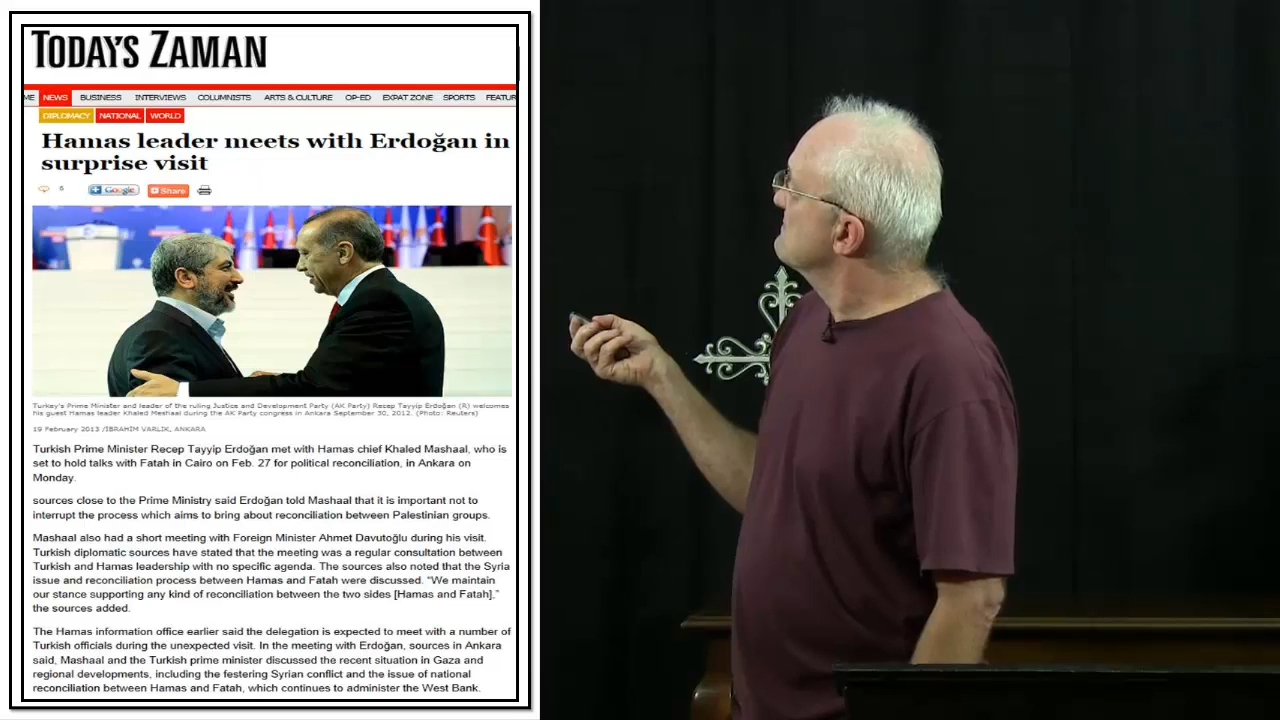 TODAY'S ZAMAN
ME NEWS BUSINESS INTERVIEWS COLUMNISTS ARTS & CULTURE OP-ED EXPAT ZONE SPORTS FEATUR
DIPLOMACY NATIONAL WORLD
Hamas leader meets with Erdoğan in
surprise visit
6 Google Share
Turkey's Prime Minister and leader of the ruling Justice and Development Party (AK Party) Recep Tayyip Erdoğan (R) welcomes
his guest Hamas leader Khaled Meshaal during the AK Party congress in Ankara September 30, 2012. (Photo: Reuters)
19 February 2013 /İBRAHİM VARLIK, ANKARA
Turkish Prime Minister Recep Tayyip Erdoğan met with Hamas chief Khaled Mashaal, who is
set to hold talks with Fatah in Cairo on Feb. 27 for political reconciliation, in Ankara on
Monday.
sources close to the Prime Ministry said Erdoğan told Mashaal that it is important not to
interrupt the process which aims to bring about reconciliation between Palestinian groups.
Mashaal also had a short meeting with Foreign Minister Ahmet Davutoğlu during his visit.
Turkish diplomatic sources have stated that the meeting was a regular consultation between
Turkish and Hamas leadership with no specific agenda. The sources also noted that the Syria
issue and reconciliation process between Hamas and Fatah were discussed. “We maintain
our stance supporting any kind of reconciliation between the two sides [Hamas and Fatah],”
the sources added.
The Hamas information office earlier said the delegation is expected to meet with a number of
Turkish officials during the unexpected visit. In the meeting with Erdoğan, sources in Ankara
said, Mashaal and the Turkish prime minister discussed the recent situation in Gaza and
regional developments, including the festering Syrian conflict and the issue of national
reconciliation between Hamas and Fatah, which continues to administer the West Bank.